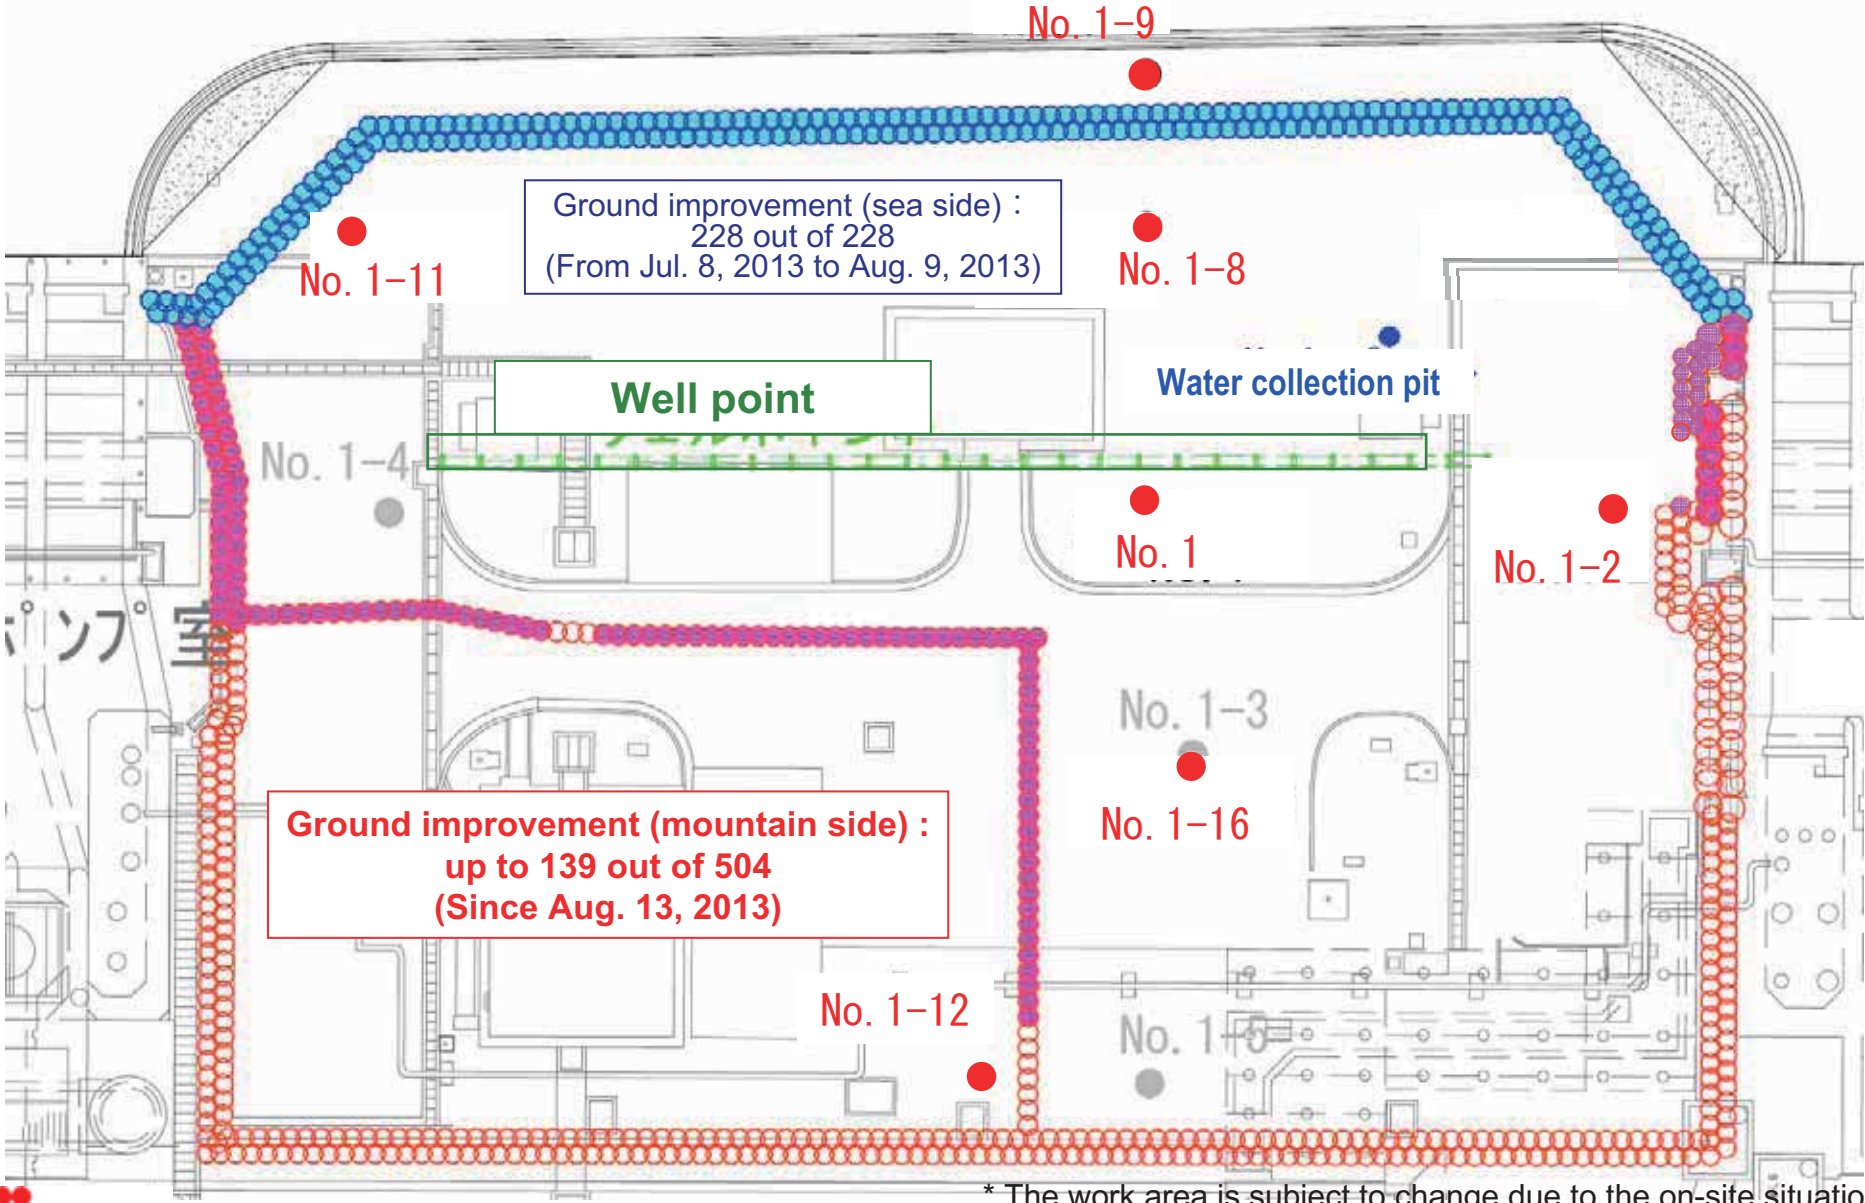 No. 1-9
Ground improvement (sea side) :
228 out of 228
(From Jul. 8, 2013 to Aug. 9, 2013)
No. 1-11
No. 1-8
Well point
Water collection pit
No. 1-4
No. 1
No. 1-2
ポンプ室
No. 1-3
No. 1-16
Ground improvement (mountain side) :
up to 139 out of 504
(Since Aug. 13, 2013)
No. 1-12
No. 1-5
* The work area is subject to change due to the on-site situation